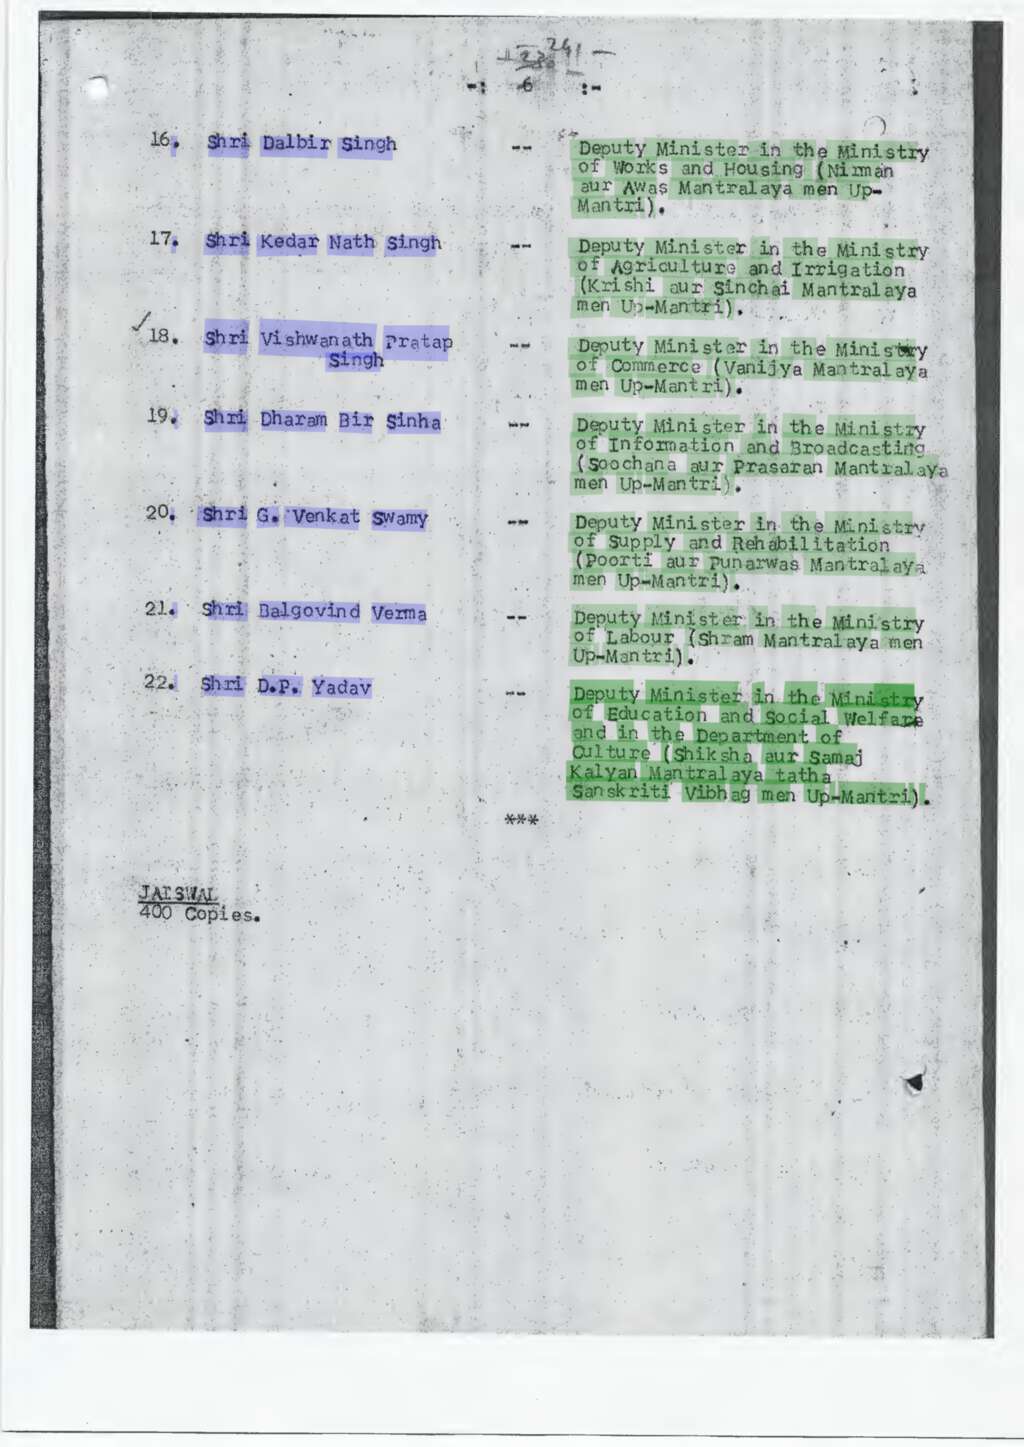 241
-: 6 :-
16. Shri Dalbir Singh -- Deputy Minister in the Ministry
of Works and Housing (Nirman
aur Awas Mantralaya men Up-
Mantri).
17. Shri Kedar Nath Singh -- Deputy Minister in the Ministry
of Agriculture and Irrigation
(Krishi aur Sinchai Mantralaya
men Up-Mantri).
18. Shri Vishwanath Pratap -- Deputy Minister in the Ministry
Singh of Commerce (Vanijya Mantralaya
men Up-Mantri).
19. Shri Dharam Bir Sinha -- Deputy Minister in the Ministry
of Information and Broadcasting
(Soochana aur Prasaran Mantralaya
men Up-Mantri).
20. Shri G. Venkat Swamy -- Deputy Minister in the Ministry
of Supply and Rehabilitation
(Poorti aur Punarwas Mantralaya
men Up-Mantri).
21. Shri Balgovind Verma -- Deputy Minister in the Ministry
of Labour (Shram Mantralaya men
Up-Mantri).
22. Shri D.P. Yadav -- Deputy Minister in the Ministry
of Education and Social Welfare
and in the Department of
Culture (Shiksha aur Samaj
Kalyan Mantralaya tatha
Sanskriti Vibhag men Up-Mantri).
***
JAISWAL
400 Copies.